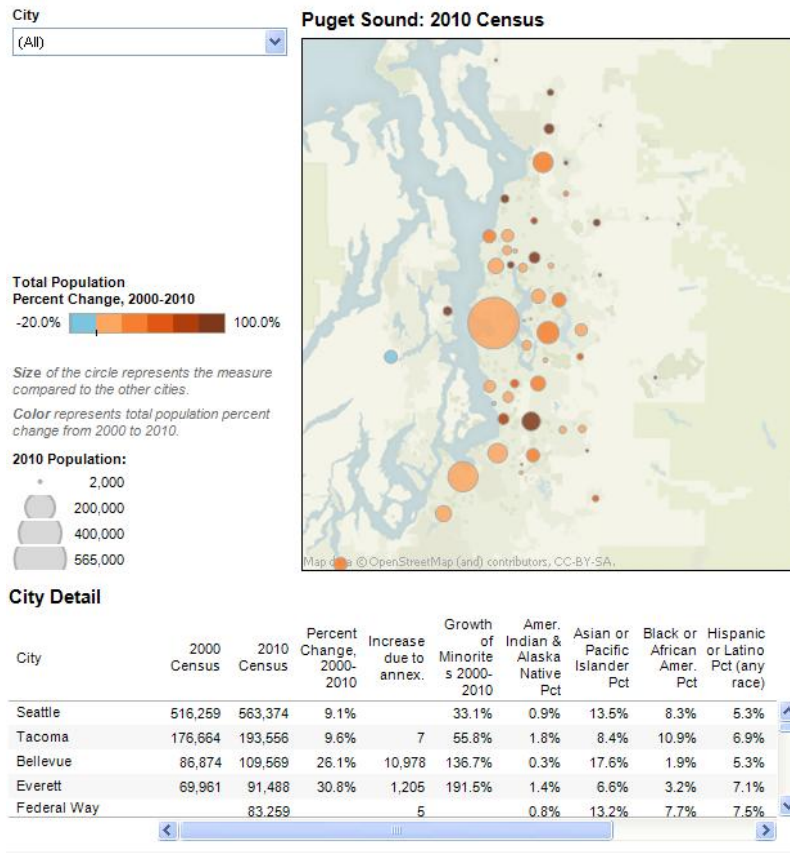 City
(All)
Puget Sound: 2010 Census
Total Population
Percent Change, 2000-2010
-20.0% 100.0%
Size of the circle represents the measure
compared to the other cities.
Color represents total population percent
change from 2000 to 2010.
2010 Population:
2,000
200,000
400,000
565,000
Map data ©OpenStreetMap (and) contributors, CC-BY-SA.
City Detail
City 2000 Census 2010 Census Percent Change, 2000-2010 Increase due to annex. Growth of Minorite s 2000-2010 Amer. Indian & Alaska Native Pct Asian or Pacific Islander Pct Black or African Amer. Pct Hispanic or Latino Pct (any race)
Seattle 516,259 563,374 9.1% 33.1% 0.9% 13.5% 8.3% 5.3%
Tacoma 176,664 193,556 9.6% 7 55.8% 1.8% 8.4% 10.9% 6.9%
Bellevue 86,874 109,569 26.1% 10,978 136.7% 0.3% 17.6% 1.9% 5.3%
Everett 69,961 91,488 30.8% 1,205 191.5% 1.4% 6.6% 3.2% 7.1%
Federal Way 83,259 5 0.8% 13.2% 7.7% 7.5%